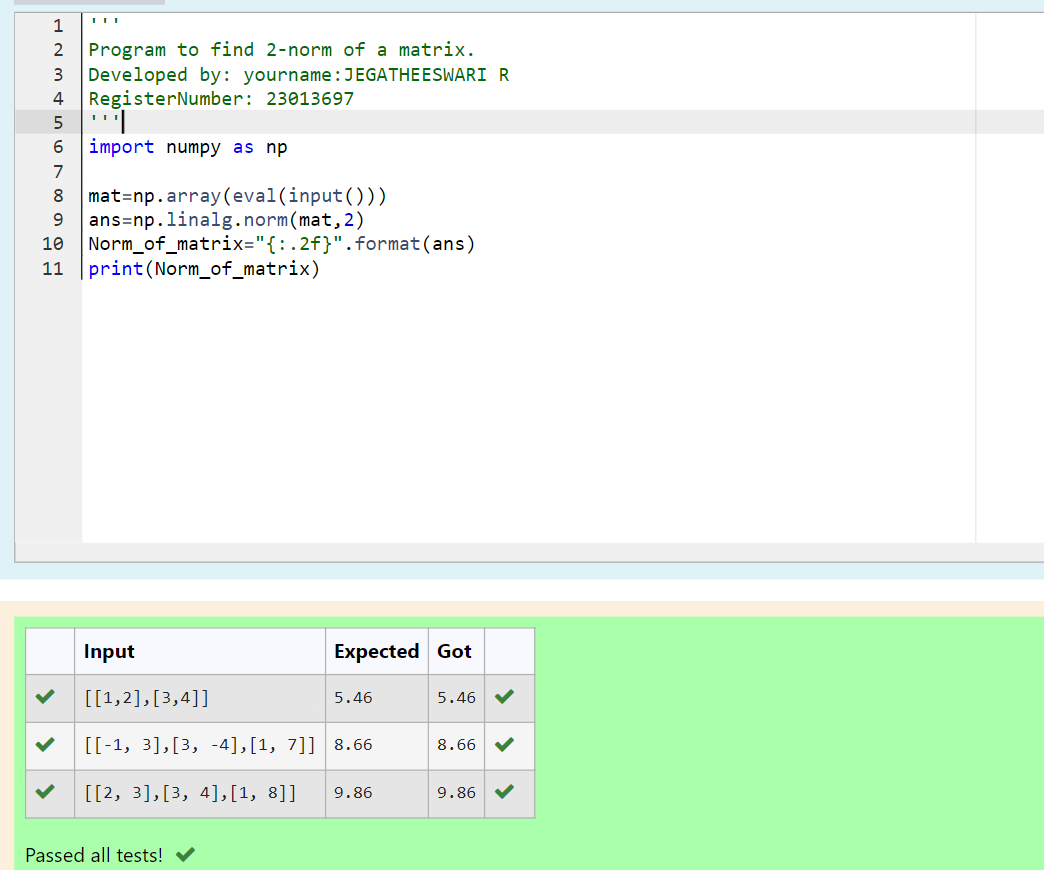 1 '''
2 Program to find 2-norm of a matrix.
3 Developed by: yourname:JEGATHEESWARI R
4 RegisterNumber: 23013697
5 '''
6 import numpy as np
7
8 mat=np.array(eval(input()))
9 ans=np.linalg.norm(mat,2)
10 Norm_of_matrix="{:.2f}".format(ans)
11 print(Norm_of_matrix)
Input Expected Got
[[1,2],[3,4]] 5.46 5.46
[[-1, 3],[3, -4],[1, 7]] 8.66 8.66
[[2, 3],[3, 4],[1, 8]] 9.86 9.86
Passed all tests!